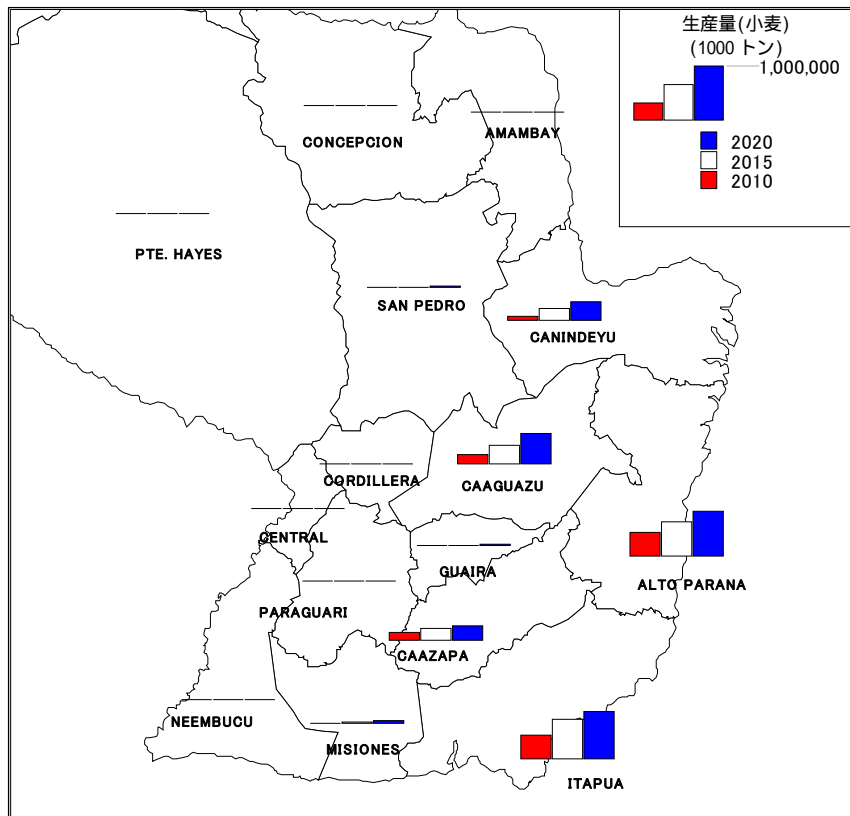 生産量(小麦)
(1000 トン)
1,000,000
2020
2015
2010
CONCEPCION
AMAMBAY
PTE. HAYES
SAN PEDRO
CANINDEYU
CORDILLERA
CAAGUAZU
CENTRAL
GUAIRA
ALTO PARANA
PARAGUARI
CAAZAPA
NEEMBUCU
MISIONES
ITAPUA